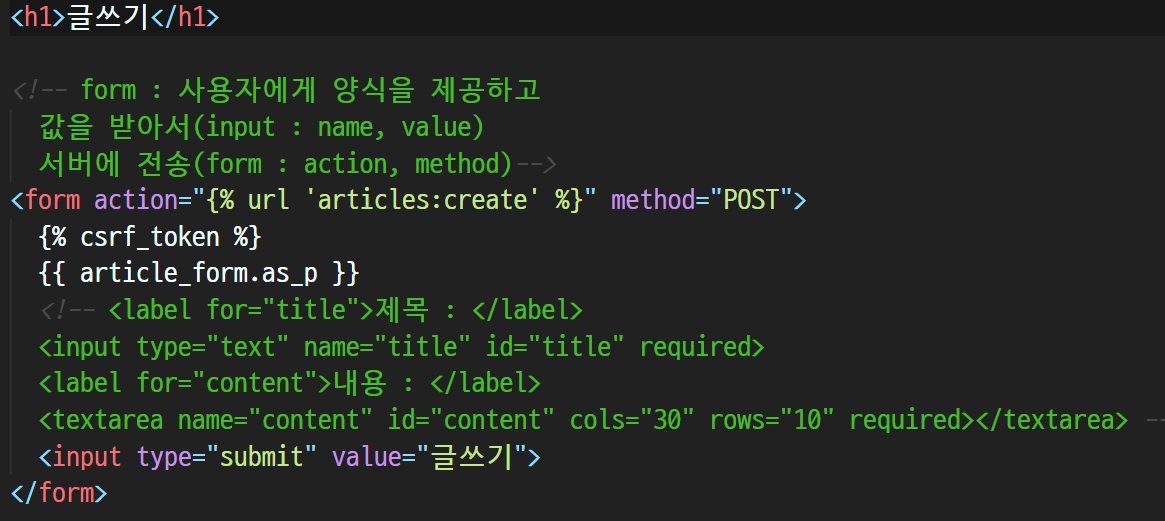 <h1>글쓰기</h1>
<!-- form : 사용자에게 양식을 제공하고
값을 받아서(input : name, value)
서버에 전송(form : action, method)-->
<form action="{% url 'articles:create' %}" method="POST">
{% csrf_token %}
{{ article_form.as_p }}
<!-- <label for="title">제목 : </label>
<input type="text" name="title" id="title" required>
<label for="content">내용 : </label>
<textarea name="content" id="content" cols="30" rows="10" required></textarea> --
<input type="submit" value="글쓰기">
</form>